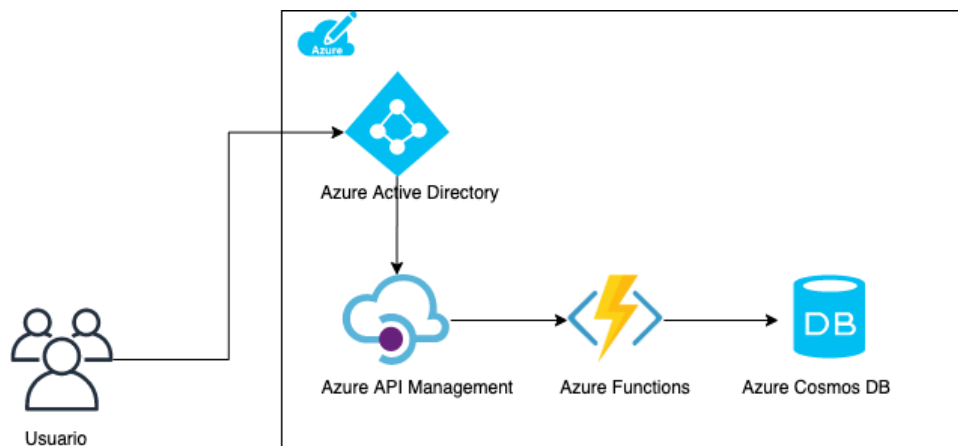 Azure
Azure Active Directory
Azure API Management
Azure Functions
DB
Azure Cosmos DB
Usuario